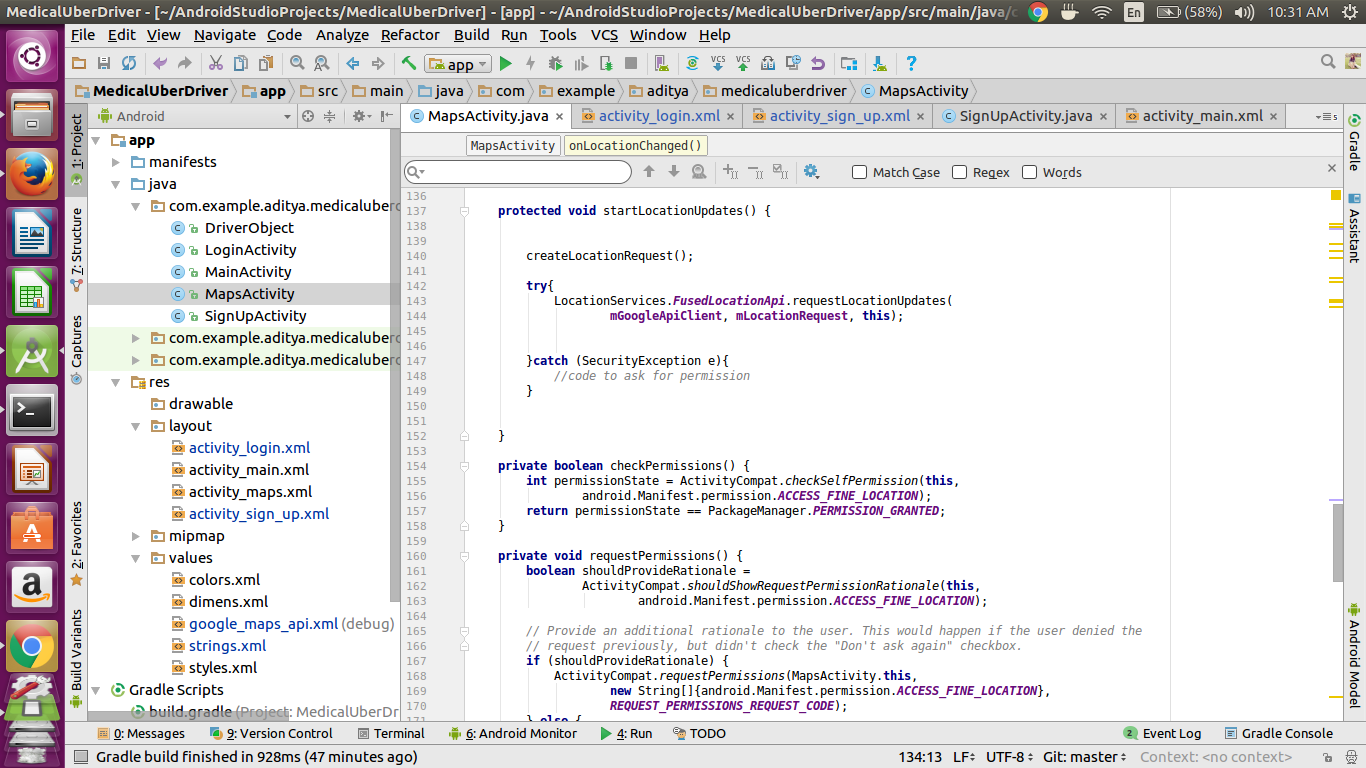 MedicalUberDriver - [~/AndroidStudioProjects/MedicalUberDriver] - [app] - ~/AndroidStudioProjects/MedicalUberDriver/app/src/main/java/c
En (58%) 10:31 AM
File Edit View Navigate Code Analyze Refactor Build Run Tools VCS Window Help
app VCS VCS ?
MedicalUberDriver app src main java com example aditya medicaluberdriver MapsActivity
Android
MapsActivity.java activity_login.xml activity_sign_up.xml SignUpActivity.java activity_main.xml 5
MapsActivity onLocationChanged()
Match Case Regex Words
1: Project
7: Structure
Captures
2: Favorites
Build Variants
app
manifests
java
com.example.aditya.medicaluberd
DriverObject
LoginActivity
MainActivity
MapsActivity
SignUpActivity
com.example.aditya.medicaluberd
com.example.aditya.medicaluberd
res
drawable
layout
activity_login.xml
activity_main.xml
activity_maps.xml
activity_sign_up.xml
mipmap
values
colors.xml
dimens.xml
google_maps_api.xml (debug)
strings.xml
styles.xml
Gradle Scripts
build.gradle (Project: MedicalUberDr
136
137 protected void startLocationUpdates() {
138
139
140 createLocationRequest();
141
142 try{
143 LocationServices.FusedLocationApi.requestLocationUpdates(
144 mGoogleApiClient, mLocationRequest, this);
145
146
147 }catch (SecurityException e){
148 //code to ask for permission
149 }
150
151
152 }
153
154 private boolean checkPermissions() {
155 int permissionState = ActivityCompat.checkSelfPermission(this,
156 android.Manifest.permission.ACCESS_FINE_LOCATION);
157 return permissionState == PackageManager.PERMISSION_GRANTED;
158 }
159
160 private void requestPermissions() {
161 boolean shouldProvideRationale =
162 ActivityCompat.shouldShowRequestPermissionRationale(this,
163 android.Manifest.permission.ACCESS_FINE_LOCATION);
164
165 // Provide an additional rationale to the user. This would happen if the user denied the
166 // request previously, but didn't check the "Don't ask again" checkbox.
167 if (shouldProvideRationale) {
168 ActivityCompat.requestPermissions(MapsActivity.this,
169 new String[]{android.Manifest.permission.ACCESS_FINE_LOCATION},
170 REQUEST_PERMISSIONS_REQUEST_CODE);
171 } else {
Gradle
Assistant
Android Model
0: Messages 9: Version Control Terminal 6: Android Monitor 4: Run TODO 2 Event Log Gradle Console
Gradle build finished in 928ms (47 minutes ago) 134:13 LF UTF-8 Git: master Context: <no context>